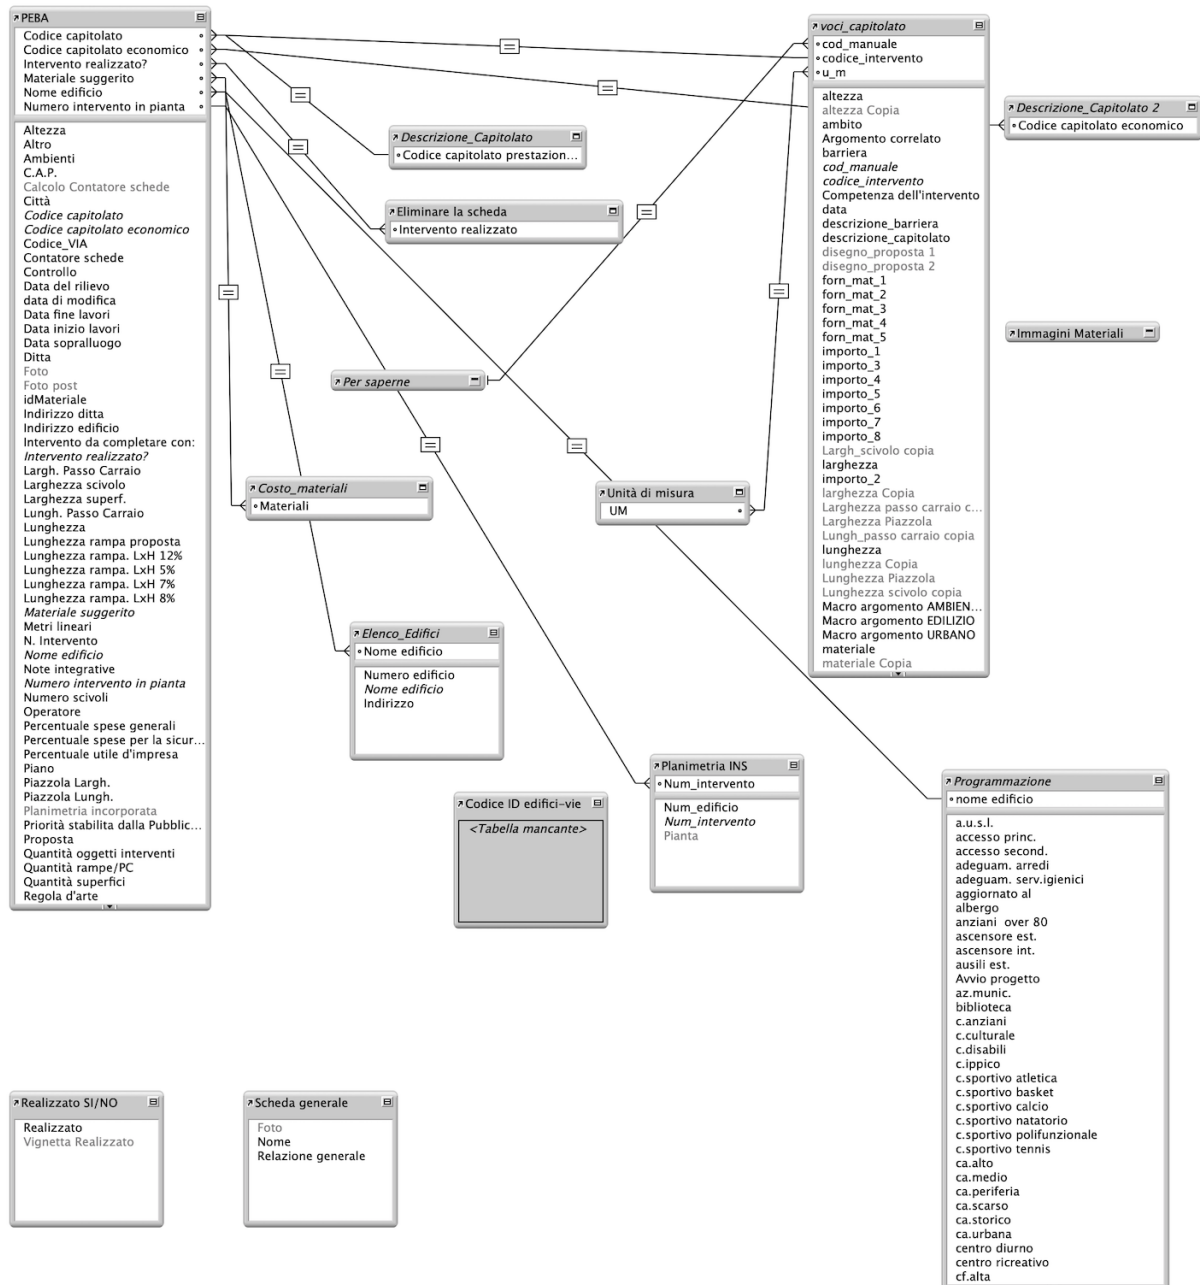 PEBA
Codice capitolato
Codice capitolato economico
Intervento realizzato?
Materiale suggerito
Nome edificio
Numero intervento in pianta
Altezza
Altro
Ambienti
C.A.P.
Calcolo Contatore schede
Città
Codice capitolato
Codice capitolato economico
Codice_VIA
Contatore schede
Controllo
Data del rilievo
data di modifica
Data fine lavori
Data inizio lavori
Data sopralluogo
Ditta
Foto
Foto post
idMateriale
Indirizzo ditta
Indirizzo edificio
Intervento da completare con:
Intervento realizzato?
Largh. Passo Carraio
Larghezza scivolo
Larghezza superf.
Lungh. Passo Carraio
Lunghezza
Lunghezza rampa proposta
Lunghezza rampa. LxH 12%
Lunghezza rampa. LxH 5%
Lunghezza rampa. LxH 7%
Lunghezza rampa. LxH 8%
Materiale suggerito
Metri lineari
N. Intervento
Nome edificio
Note integrative
Numero intervento in pianta
Numero scivoli
Operatore
Percentuale spese generali
Percentuale spese per la sicur...
Percentuale utile d'impresa
Piano
Piazzola Largh.
Piazzola Lungh.
Planimetria incorporata
Priorità stabilita dalla Pubblic...
Proposta
Quantità oggetti interventi
Quantità rampe/PC
Quantità superfici
Regola d'arte
Descrizione_Capitolato
Codice capitolato prestazion...
Eliminare la scheda
Intervento realizzato
Per saperne
Costo_materiali
Materiali
Unità di misura
UM
Elenco_Edifici
Nome edificio
Numero edificio
Nome edificio
Indirizzo
Codice ID edifici-vie
<Tabella mancante>
Planimetria INS
Num_intervento
Num_edificio
Num_intervento
Pianta
voci_capitolato
cod_manuale
codice_intervento
u_m
altezza
altezza Copia
ambito
Argomento correlato
barriera
cod_manuale
codice_intervento
Competenza dell'intervento
data
descrizione_barriera
descrizione_capitolato
disegno_proposta 1
disegno_proposta 2
forn_mat_1
forn_mat_2
forn_mat_3
forn_mat_4
forn_mat_5
importo_1
importo_3
importo_4
importo_5
importo_6
importo_7
importo_8
Largh_scivolo copia
larghezza
importo_2
larghezza Copia
Larghezza passo carraio c...
Larghezza Piazzola
Lungh_passo carraio copia
lunghezza
lunghezza Copia
Lunghezza Piazzola
Lunghezza scivolo copia
Macro argomento AMBIEN...
Macro argomento EDILIZIO
Macro argomento URBANO
materiale
materiale Copia
Descrizione_Capitolato 2
Codice capitolato economico
Immagini Materiali
Programmazione
nome edificio
a.u.s.l.
accesso princ.
accesso second.
adeguam. arredi
adeguam. serv.igienici
aggiornato al
albergo
anziani over 80
ascensore est.
ascensore int.
ausili est.
Avvio progetto
az.munic.
biblioteca
c.anziani
c.culturale
c.disabili
c.ippico
c.sportivo atletica
c.sportivo basket
c.sportivo calcio
c.sportivo natatorio
c.sportivo polifunzionale
c.sportivo tennis
ca.alto
ca.medio
ca.periferia
ca.scarso
ca.storico
ca.urbana
centro diurno
centro ricreativo
cf.alta
Realizzato SI/NO
Realizzato
Vignetta Realizzato
Scheda generale
Foto
Nome
Relazione generale